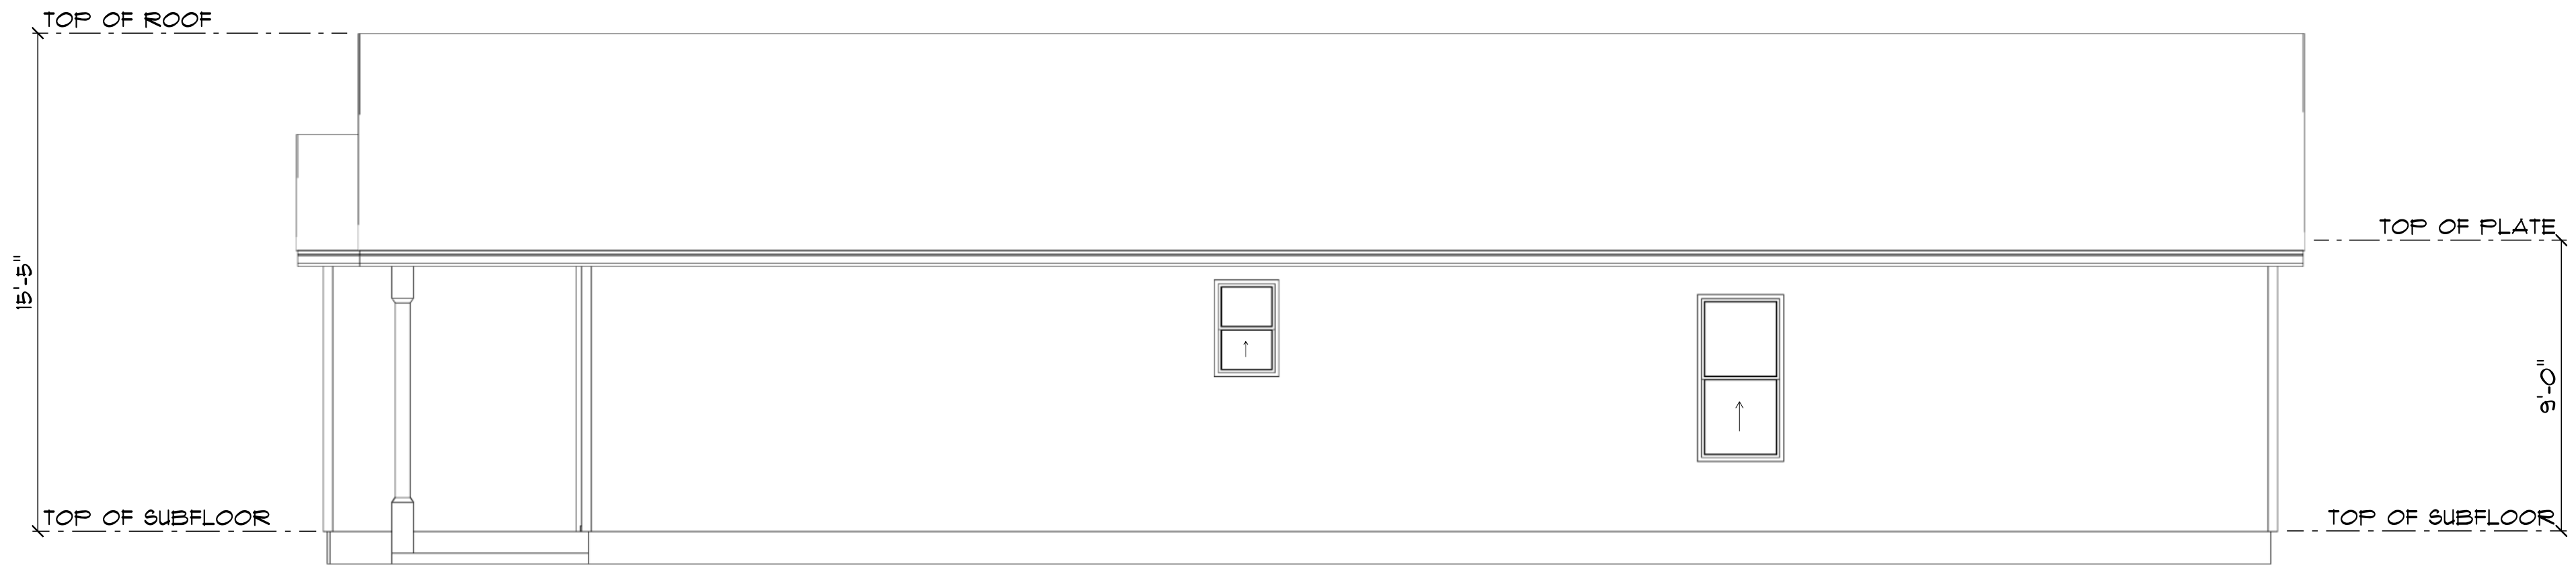 TOP OF ROOF
TOP OF PLATE
15'-5"
9'-0"
TOP OF SUBFLOOR
TOP OF SUBFLOOR